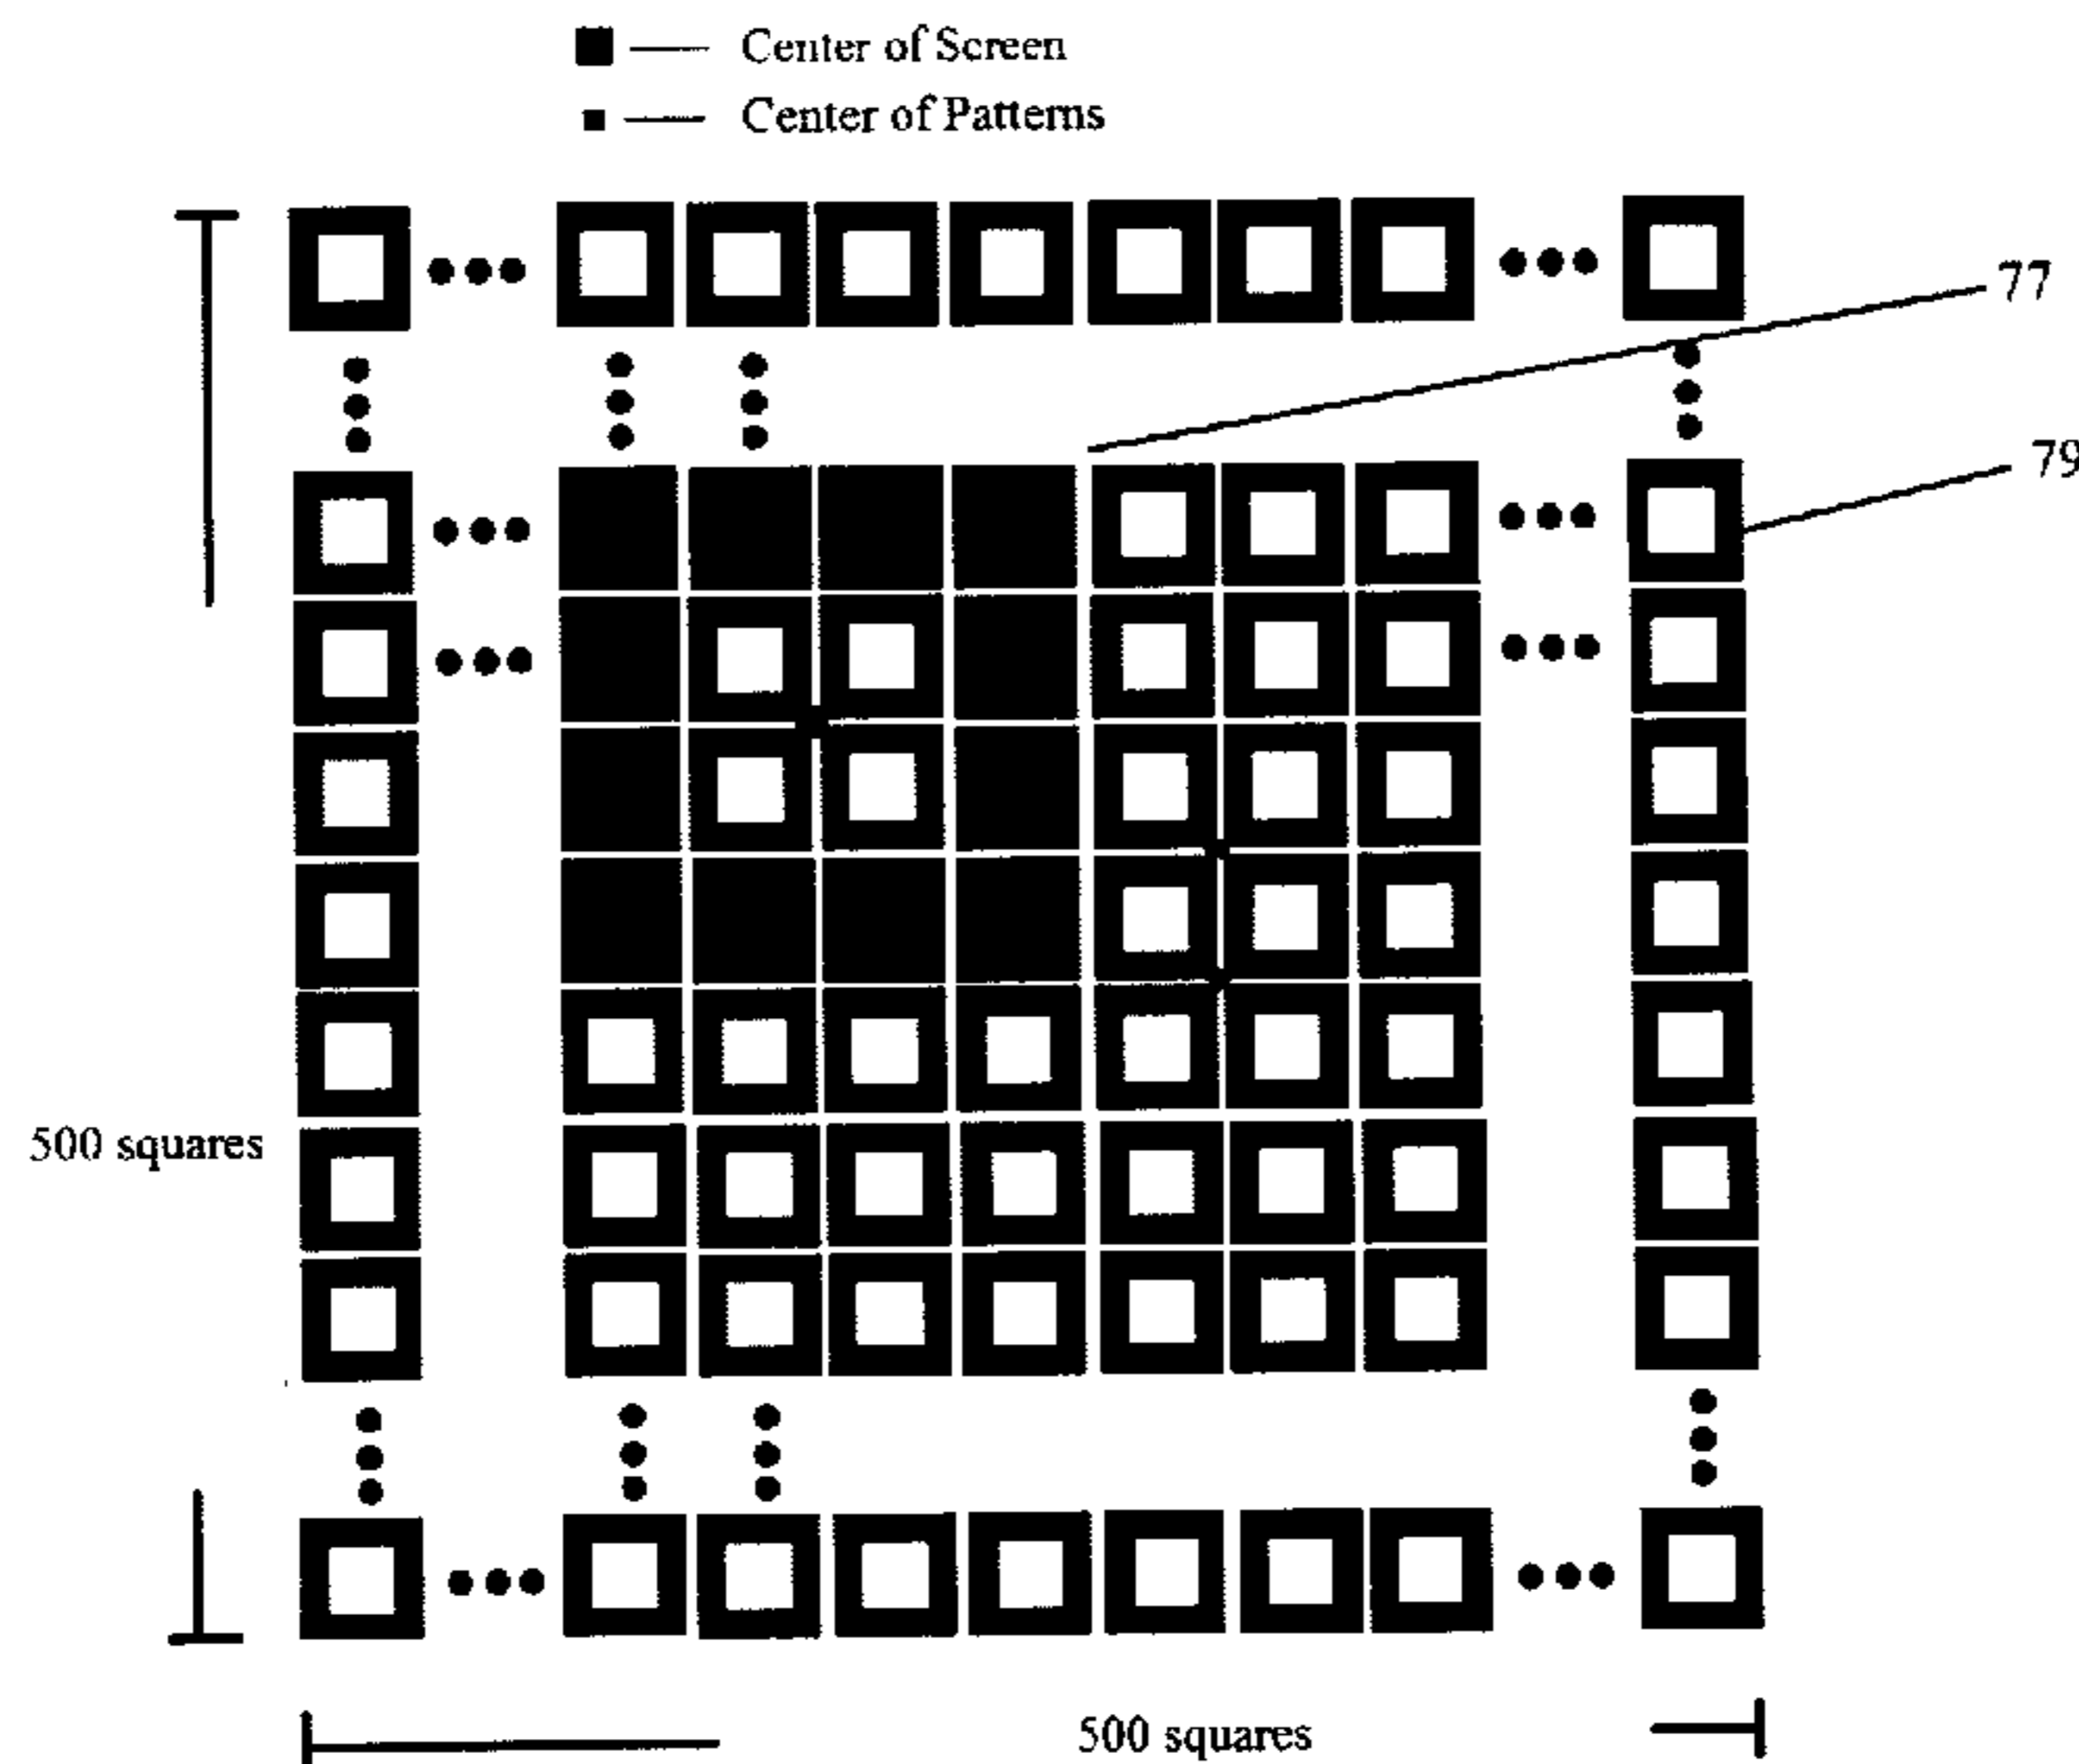 Center of Screen
Center of Patterns
77
79
500 squares
500 squares